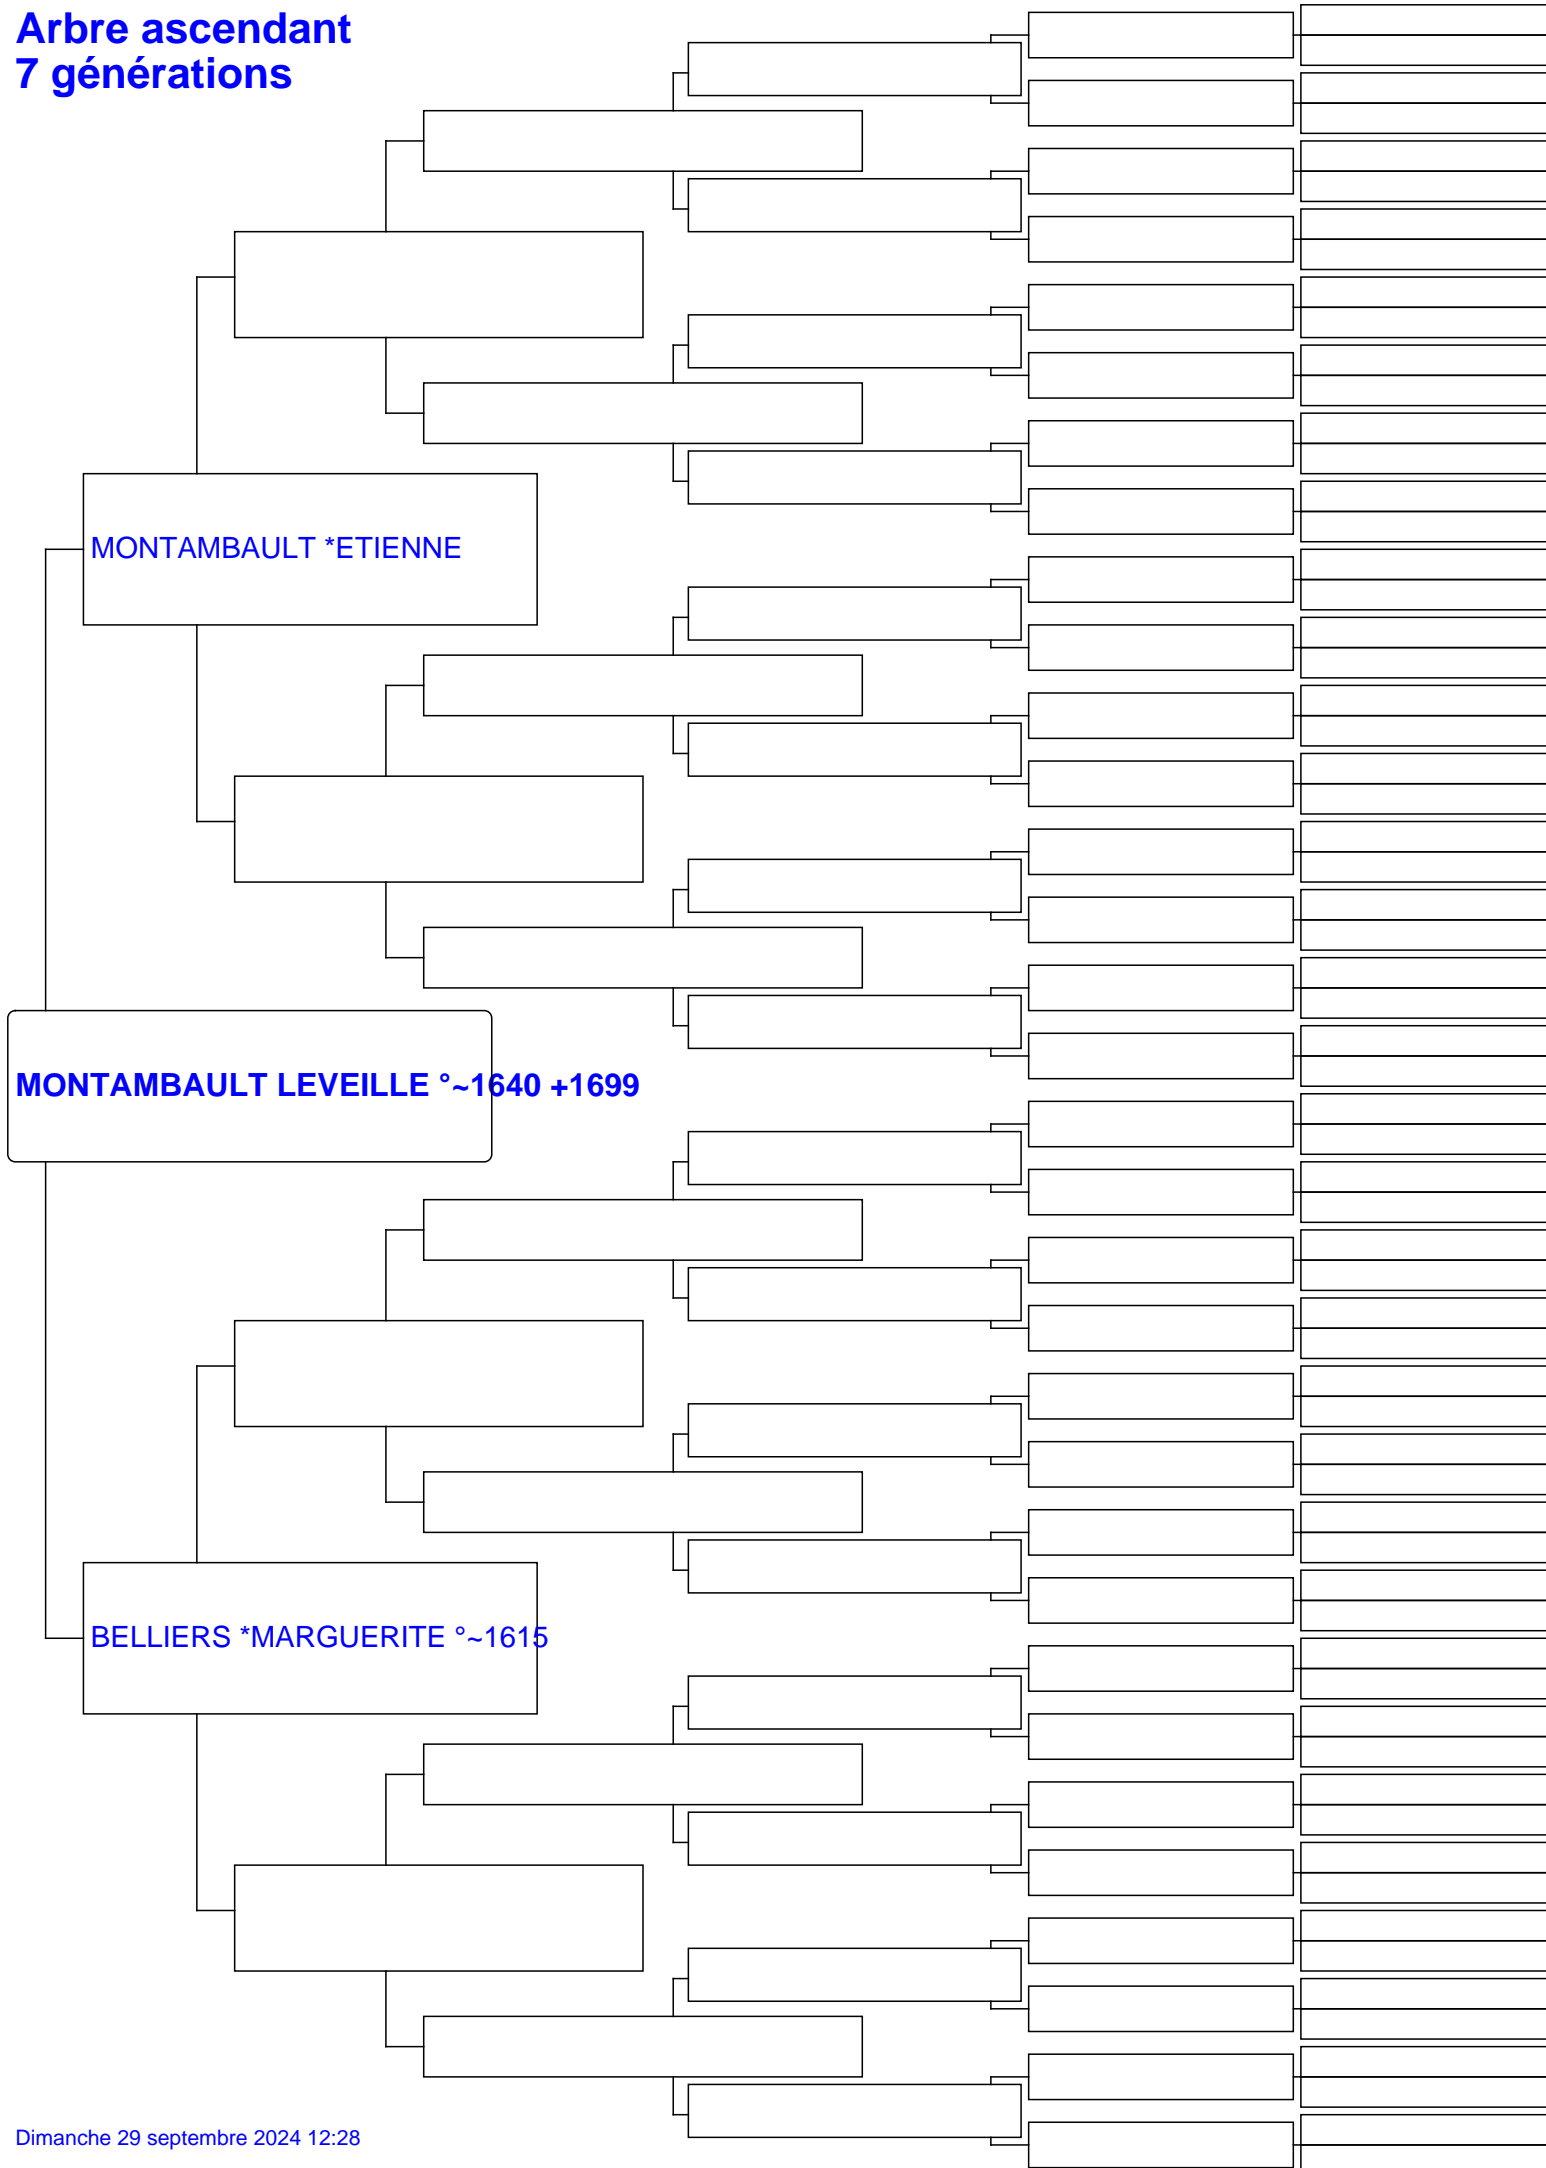 Arbre ascendant
7 générations
MONTAMBAULT *ETIENNE
MONTAMBAULT LEVEILLE °~1640 +1699
BELLIERS *MARGUERITE °~1615
Dimanche 29 septembre 2024 12:28